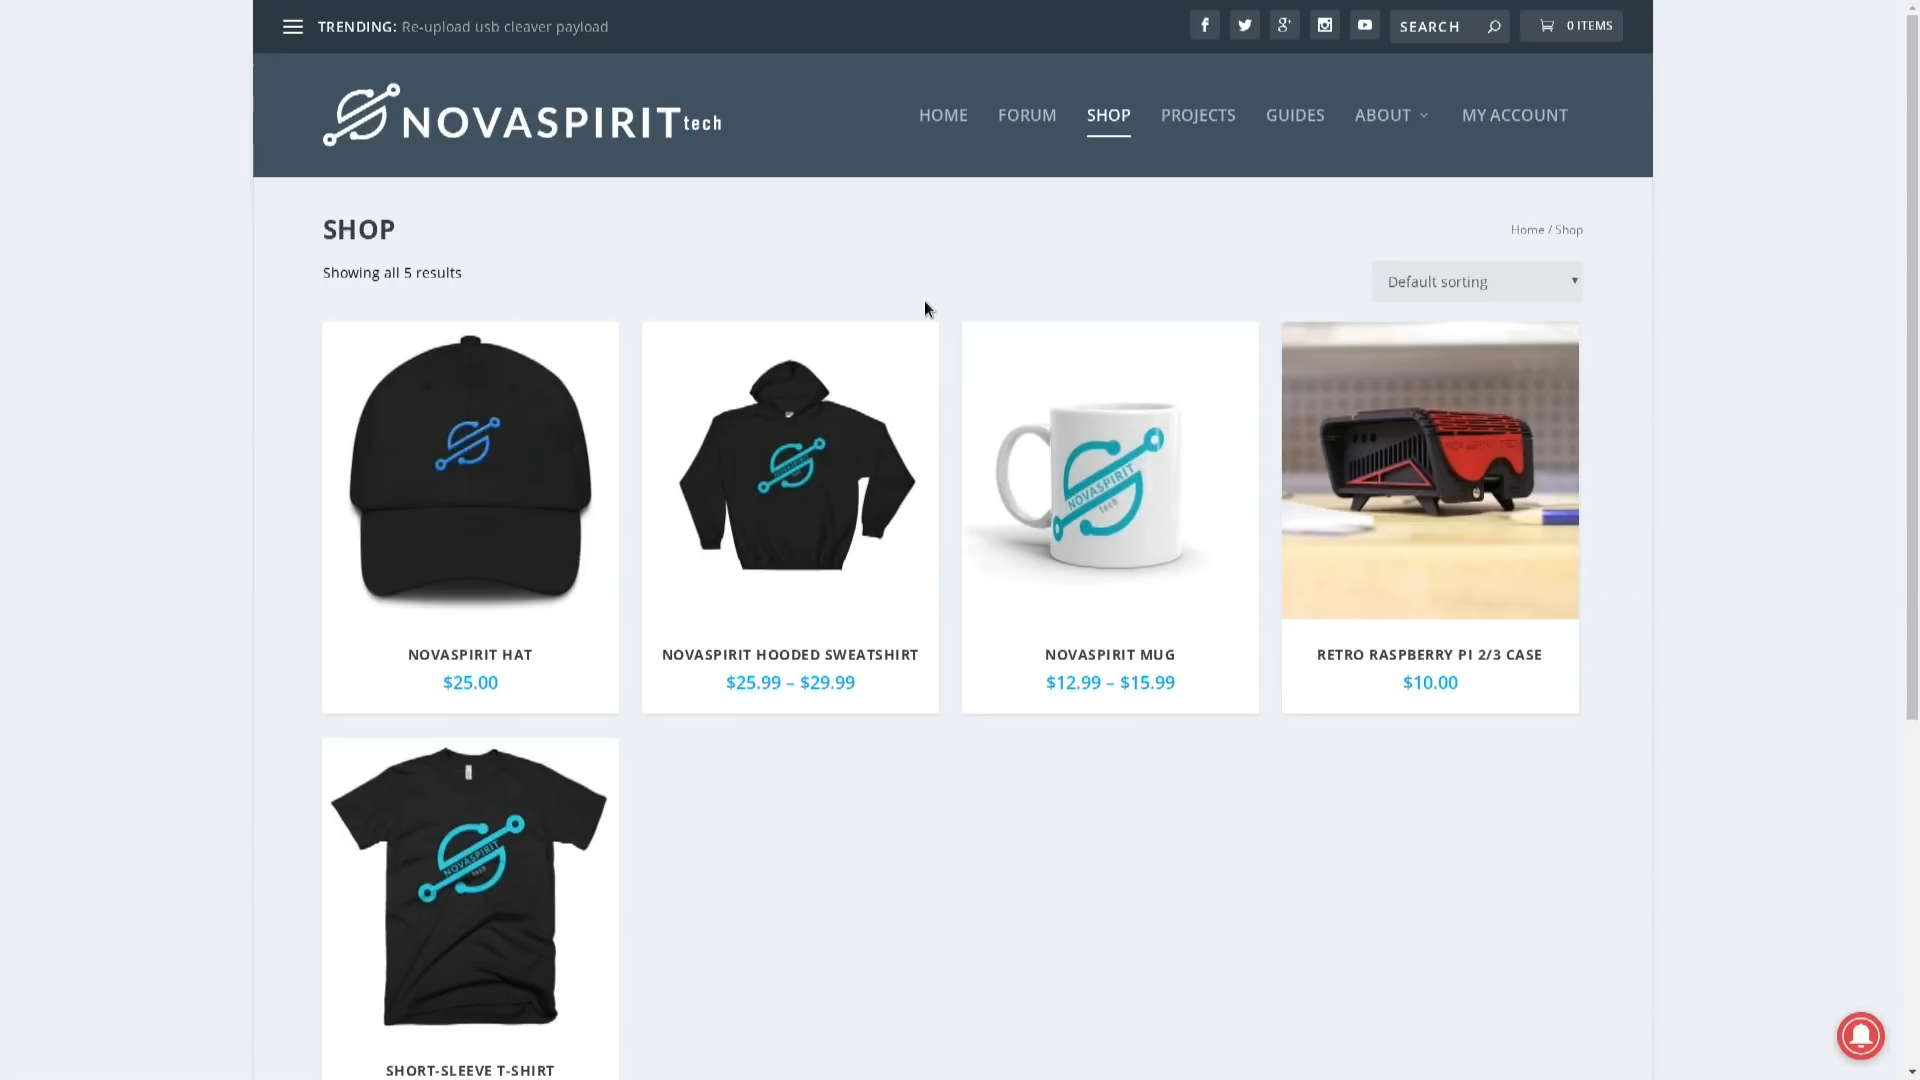 TRENDING: Re-upload usb cleaver payload
SEARCH
0 ITEMS
NOVASPIRIT tech
HOME
FORUM
SHOP
PROJECTS
GUIDES
ABOUT
MY ACCOUNT
SHOP
Home / Shop
Showing all 5 results
Default sorting
NOVASPIRIT
tech
NOVASPIRIT HAT
$25.00
NOVASPIRIT HOODED SWEATSHIRT
$25.99 – $29.99
NOVASPIRIT MUG
$12.99 – $15.99
RETRO RASPBERRY PI 2/3 CASE
$10.00
NOVASPIRIT
tech
SHORT-SLEEVE T-SHIRT